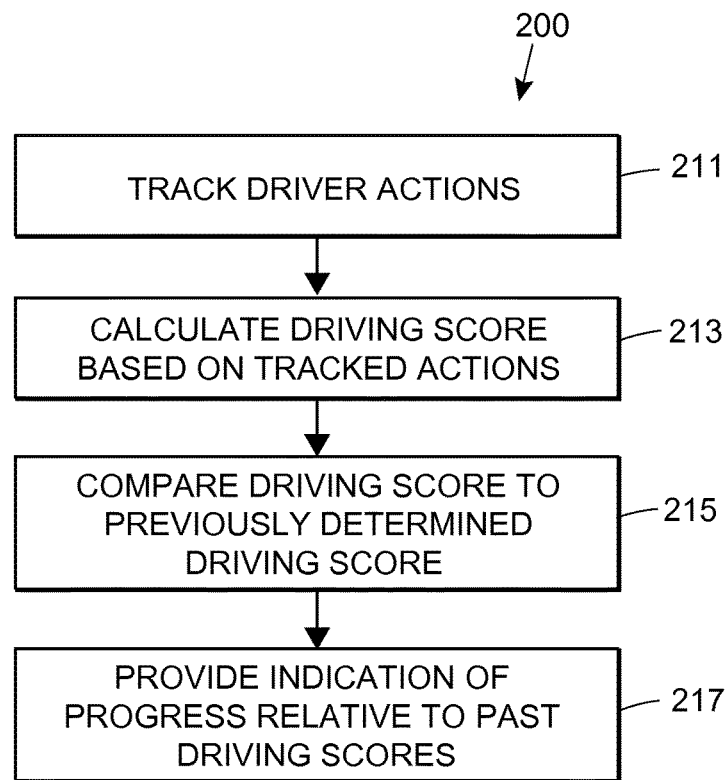 200
TRACK DRIVER ACTIONS
211
CALCULATE DRIVING SCORE
BASED ON TRACKED ACTIONS
213
COMPARE DRIVING SCORE TO
PREVIOUSLY DETERMINED
DRIVING SCORE
215
PROVIDE INDICATION OF
PROGRESS RELATIVE TO PAST
DRIVING SCORES
217